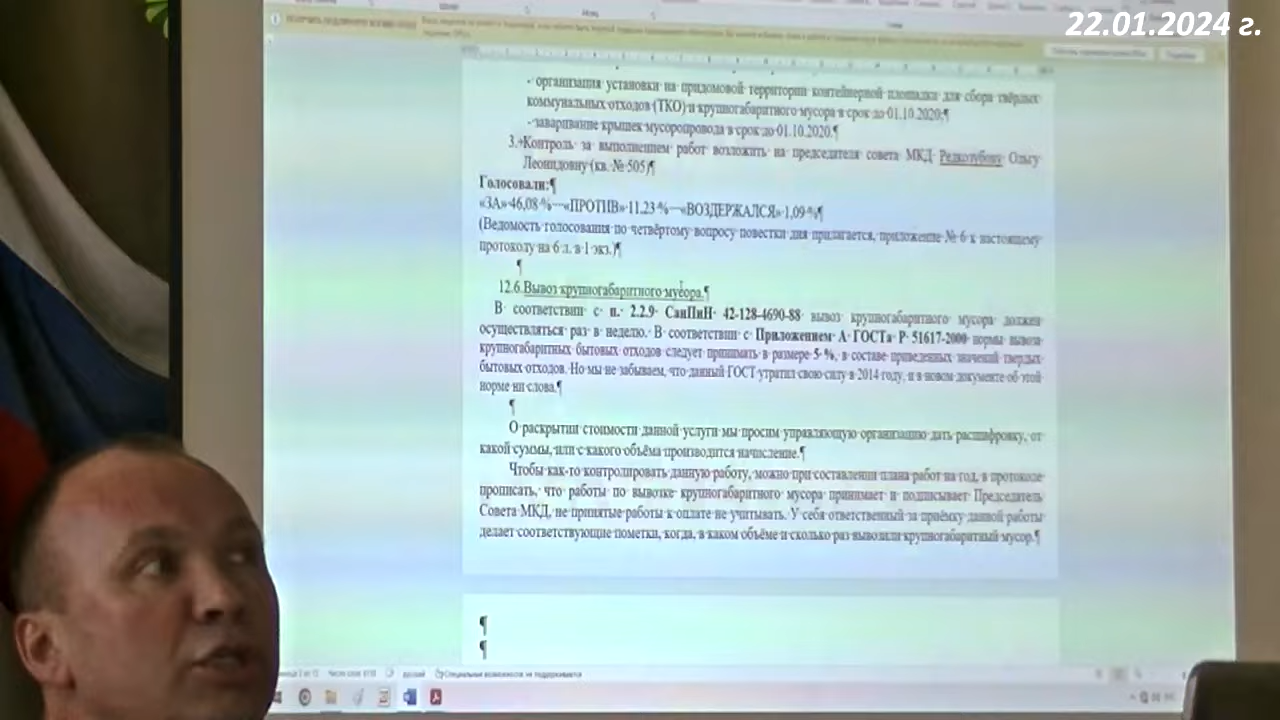 22.01.2024 г.
- организация установки на придомовой территории контейнерной площадки для сбора твёрдых
коммунальных отходов (ТКО) и крупногабаритного мусора в срок до 01.10.2020;¶
- заваривание крышек мусоропровода в срок до 01.10.2020.¶
3. Контроль за выполнением работ возложить на председателя совета МКД Редкозубову Ольгу
Леонидовну (кв. № 505)¶
Голосовали:¶
«ЗА» 46,08 % «ПРОТИВ» 11,23 % «ВОЗДЕРЖАЛСЯ» 1,09 %¶
(Ведомость голосования по четвёртому вопросу повестки дня прилагается, приложение № 6 к настоящему
протоколу на 6 л. в 1 экз.)¶
¶
12.6. Вывоз крупногабаритного мусора.¶
В соответствии с п. 2.2.9 СанПиН 42-128-4690-88 вывоз крупногабаритного мусора должен
осуществляться раз в неделю. В соответствии с Приложением А ГОСТа Р 51617-2000 нормы вывоза
крупногабаритных бытовых отходов следует принимать в размере 5 %, в составе приведенных значений твердых
бытовых отходов. Но мы не забываем, что данный ГОСТ утратил свою силу в 2014 году, и в новом документе об этой
норме ни слова.¶
¶
О раскрытии стоимости данной услуги мы просим управляющую организацию дать расшифровку, от
какой суммы, или с какого объёма производится начисление.¶
Чтобы как-то контролировать данную работу, можно при составлении плана работ на год, в протоколе
прописать, что работы по вывозке крупногабаритного мусора принимает и подписывает Председатель
Совета МКД, не принятые работы к оплате не учитывать. У себя ответственный за приёмку данной работы
делает соответствующие пометки, когда, в каком объёме и сколько раз вывозили крупногабаритный мусор.¶
¶
¶
русский Специальные возможности: не поддерживаются